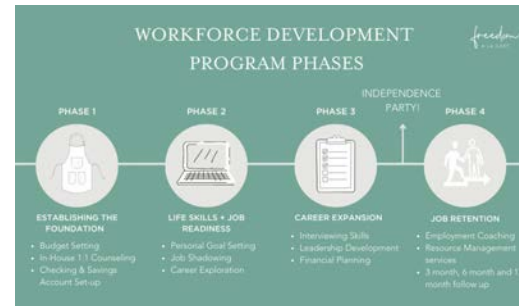 WORKFORCE DEVELOPMENT
PROGRAM PHASES
freedom
A LA CART
INDEPENDENCE
PARTY!
PHASE 1
ESTABLISHING THE
FOUNDATION
• Budget Setting
• In-House 1:1 Counseling
• Checking & Savings
Account Set-up
PHASE 2
LIFE SKILLS + JOB
READINESS
• Personal Goal Setting
• Job Shadowing
• Career Exploration
PHASE 3
CAREER EXPANSION
• Interviewing Skills
• Leadership Development
• Financial Planning
PHASE 4
JOB RETENTION
• Employment Coaching
• Resource Management
services
• 3 month, 6 month and
month follow up